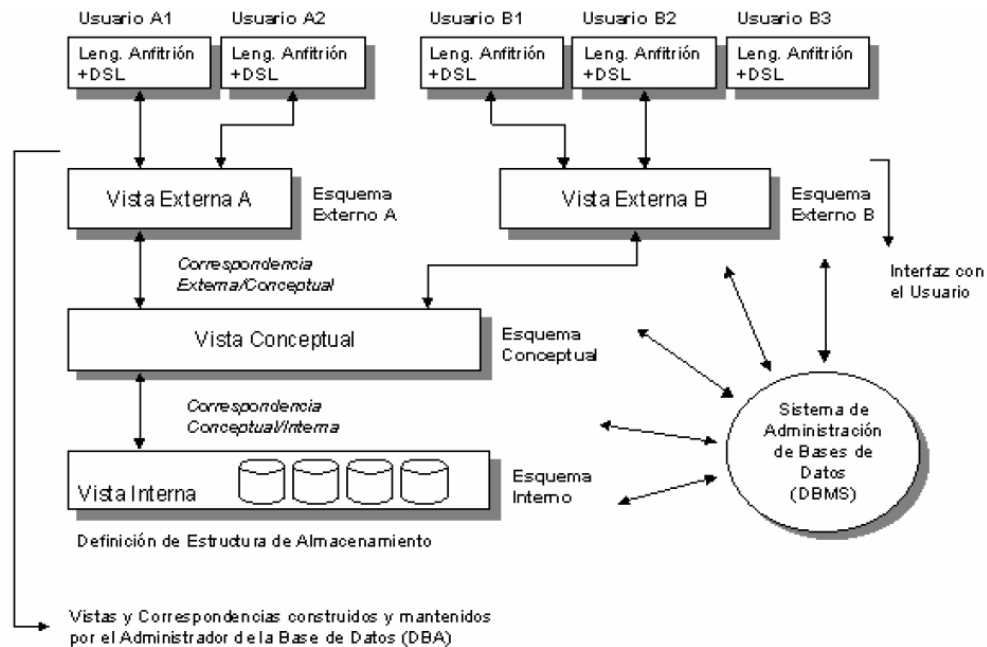 Usuario A1
Usuario A2
Usuario B1
Usuario B2
Usuario B3
Leng. Anfitrión
+DSL
Leng. Anfitrión
+DSL
Leng. Anfitrión
+DSL
Leng. Anfitrión
+DSL
Leng. Anfitrión
+DSL
Vista Externa A
Esquema
Externo A
Vista Externa B
Esquema
Externo B
Correspondencia
Externa/Conceptual
Interfaz con
el Usuario
Vista Conceptual
Esquema
Conceptual
Correspondencia
Conceptual/Interna
Sistema de
Administración
de Bases de
Datos
(DBMS)
Vista Interna
Esquema
Interno
Definición de Estructura de Almacenamiento
Vistas y Correspondencias construidos y mantenidos
por el Administrador de la Base de Datos (DBA)